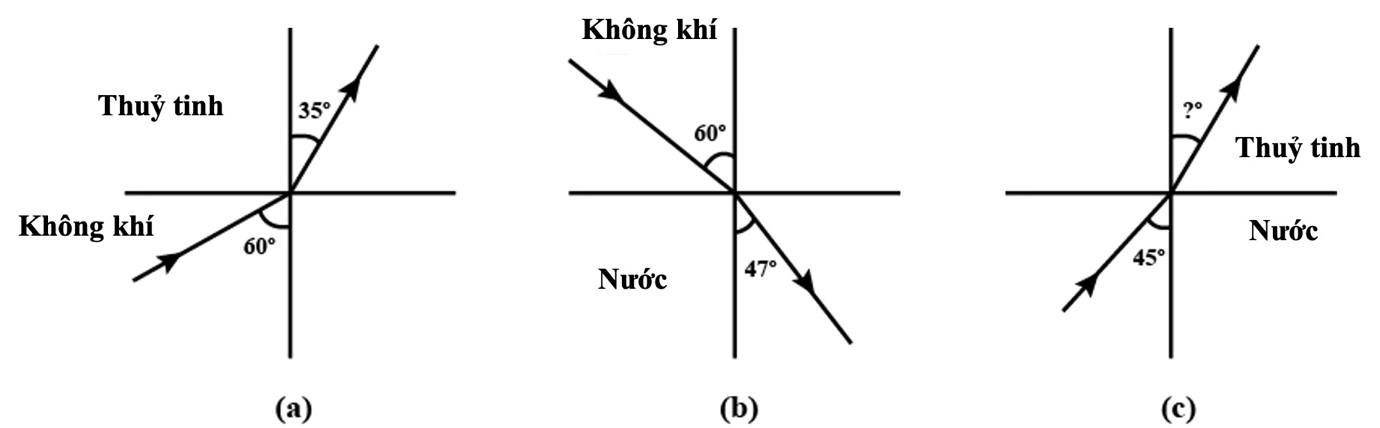 Thuỷ tinh
35°
Không khí
60°
(a)
Không khí
60°
Nước
47°
(b)
?°
Thuỷ tinh
45°
Nước
(c)